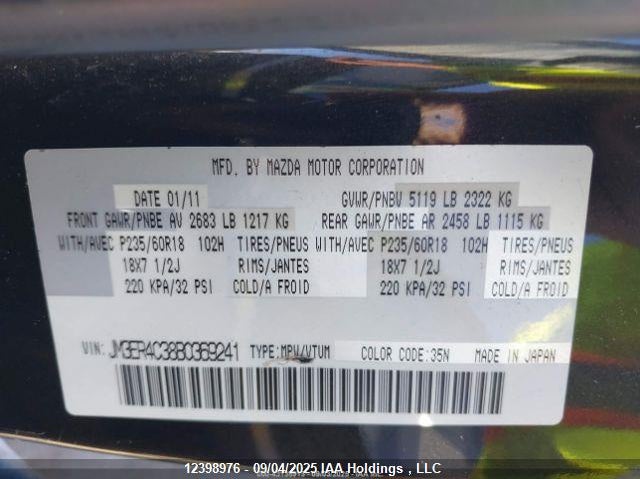 MFD. BY MAZDA MOTOR CORPORATION
DATE 01/11 GVWR/PNBV 5119 LB 2322 KG
FRONT GAWR/PNBE AV 2683 LB 1217 KG REAR GAWR/PNBE AR 2458 LB 1115 KG
WITH/AVEC P235/60R18 102H TIRES/PNEUS WITH/AVEC P235/60R18 102H TIRES/PNEUS
18X7 1/2J RIMS/JANTES 18X7 1/2J RIMS/JANTES
220 KPA/32 PSI COLD/A FROID 220 KPA/32 PSI COLD/A FROID
VIN: JM3ER4C38B0369241 TYPE:MPV/VTUM COLOR CODE:35N MADE IN JAPAN
12398976 - 09/04/2025 IAA Holdings , LLC